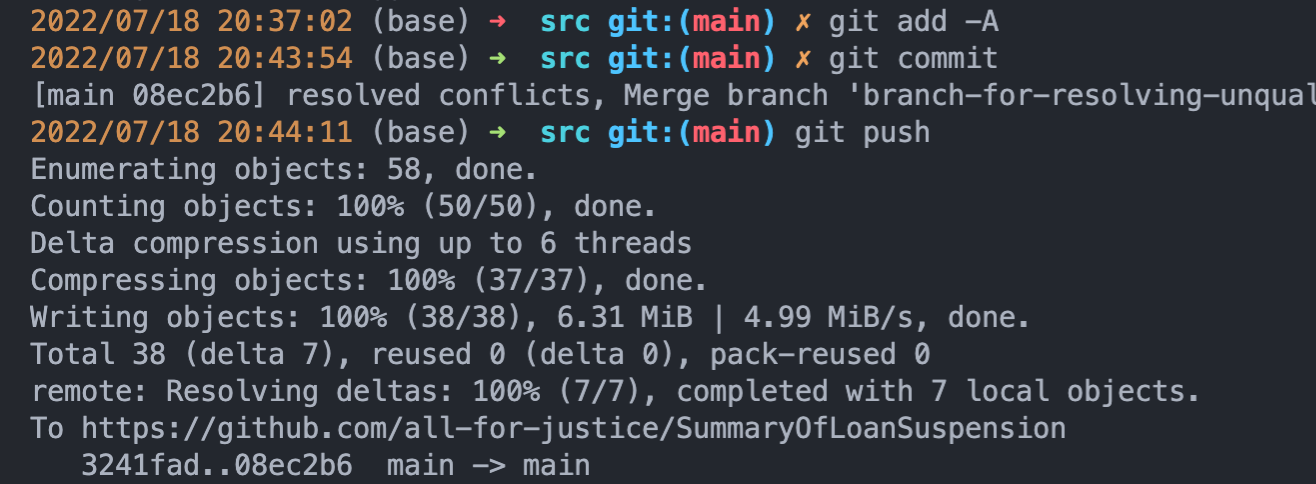 2022/07/18 20:37:02 (base) ➜  src git:(main) ✗ git add -A
2022/07/18 20:43:54 (base) ➜  src git:(main) ✗ git commit
[main 08ec2b6] resolved conflicts, Merge branch 'branch-for-resolving-unqual
2022/07/18 20:44:11 (base) ➜  src git:(main) git push
Enumerating objects: 58, done.
Counting objects: 100% (50/50), done.
Delta compression using up to 6 threads
Compressing objects: 100% (37/37), done.
Writing objects: 100% (38/38), 6.31 MiB | 4.99 MiB/s, done.
Total 38 (delta 7), reused 0 (delta 0), pack-reused 0
remote: Resolving deltas: 100% (7/7), completed with 7 local objects.
To https://github.com/all-for-justice/SummaryOfLoanSuspension
   3241fad..08ec2b6  main -> main